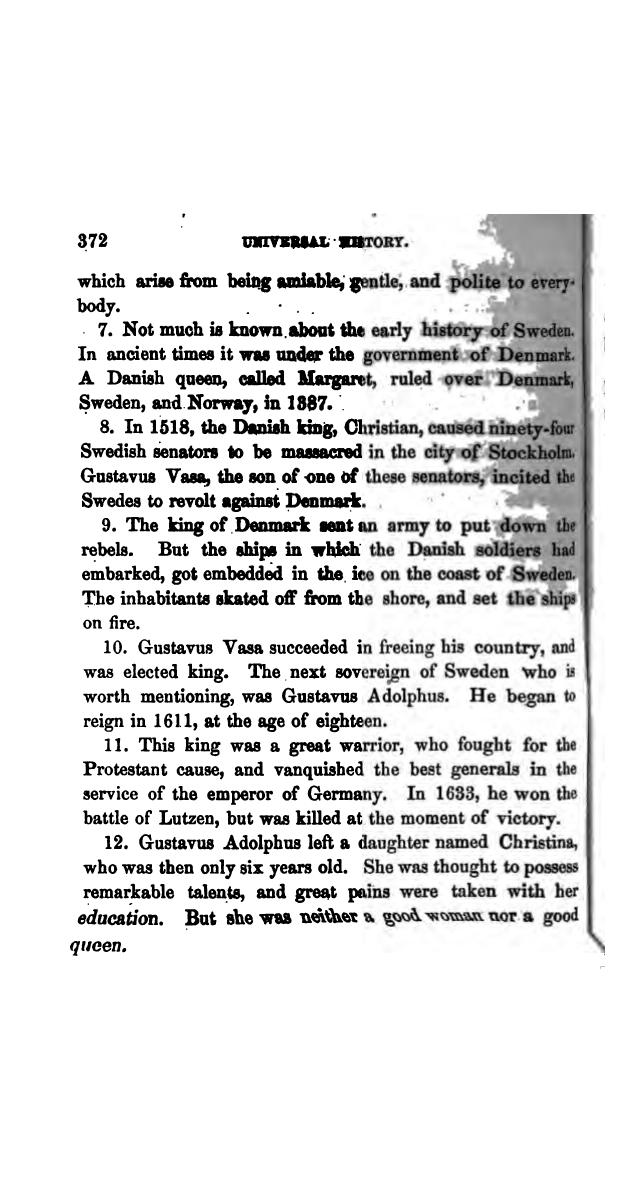 372 UNIVERSAL HISTORY.
which arise from being amiable, gentle, and polite to every-
body.
7. Not much is known about the early history of Sweden.
In ancient times it was under the government of Denmark.
A Danish queen, called Margaret, ruled over Denmark,
Sweden, and Norway, in 1387.
8. In 1518, the Danish king, Christian, caused ninety-four
Swedish senators to be massacred in the city of Stockholm.
Gustavus Vasa, the son of one of these senators, incited the
Swedes to revolt against Denmark.
9. The king of Denmark sent an army to put down the
rebels. But the ships in which the Danish soldiers had
embarked, got embedded in the ice on the coast of Sweden.
The inhabitants skated off from the shore, and set the ships
on fire.
10. Gustavus Vasa succeeded in freeing his country, and
was elected king. The next sovereign of Sweden who is
worth mentioning, was Gustavus Adolphus. He began to
reign in 1611, at the age of eighteen.
11. This king was a great warrior, who fought for the
Protestant cause, and vanquished the best generals in the
service of the emperor of Germany. In 1633, he won the
battle of Lutzen, but was killed at the moment of victory.
12. Gustavus Adolphus left a daughter named Christina,
who was then only six years old. She was thought to possess
remarkable talents, and great pains were taken with her
education. But she was neither a good woman nor a good
queen.